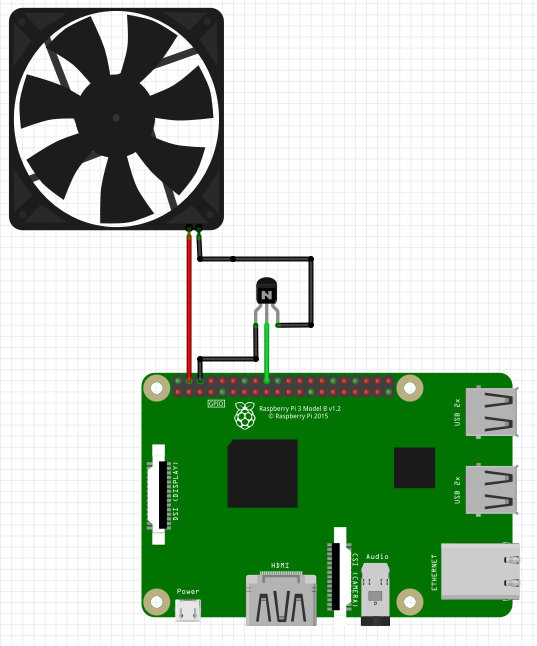 N
GPIO
Raspberry Pi 3 Model B v1.2
© Raspberry Pi 2015
USB 2x
DSI (DISPLAY)
USB 2x
HDMI
CSI (CAMERA)
Audio
ETHERNET
Power